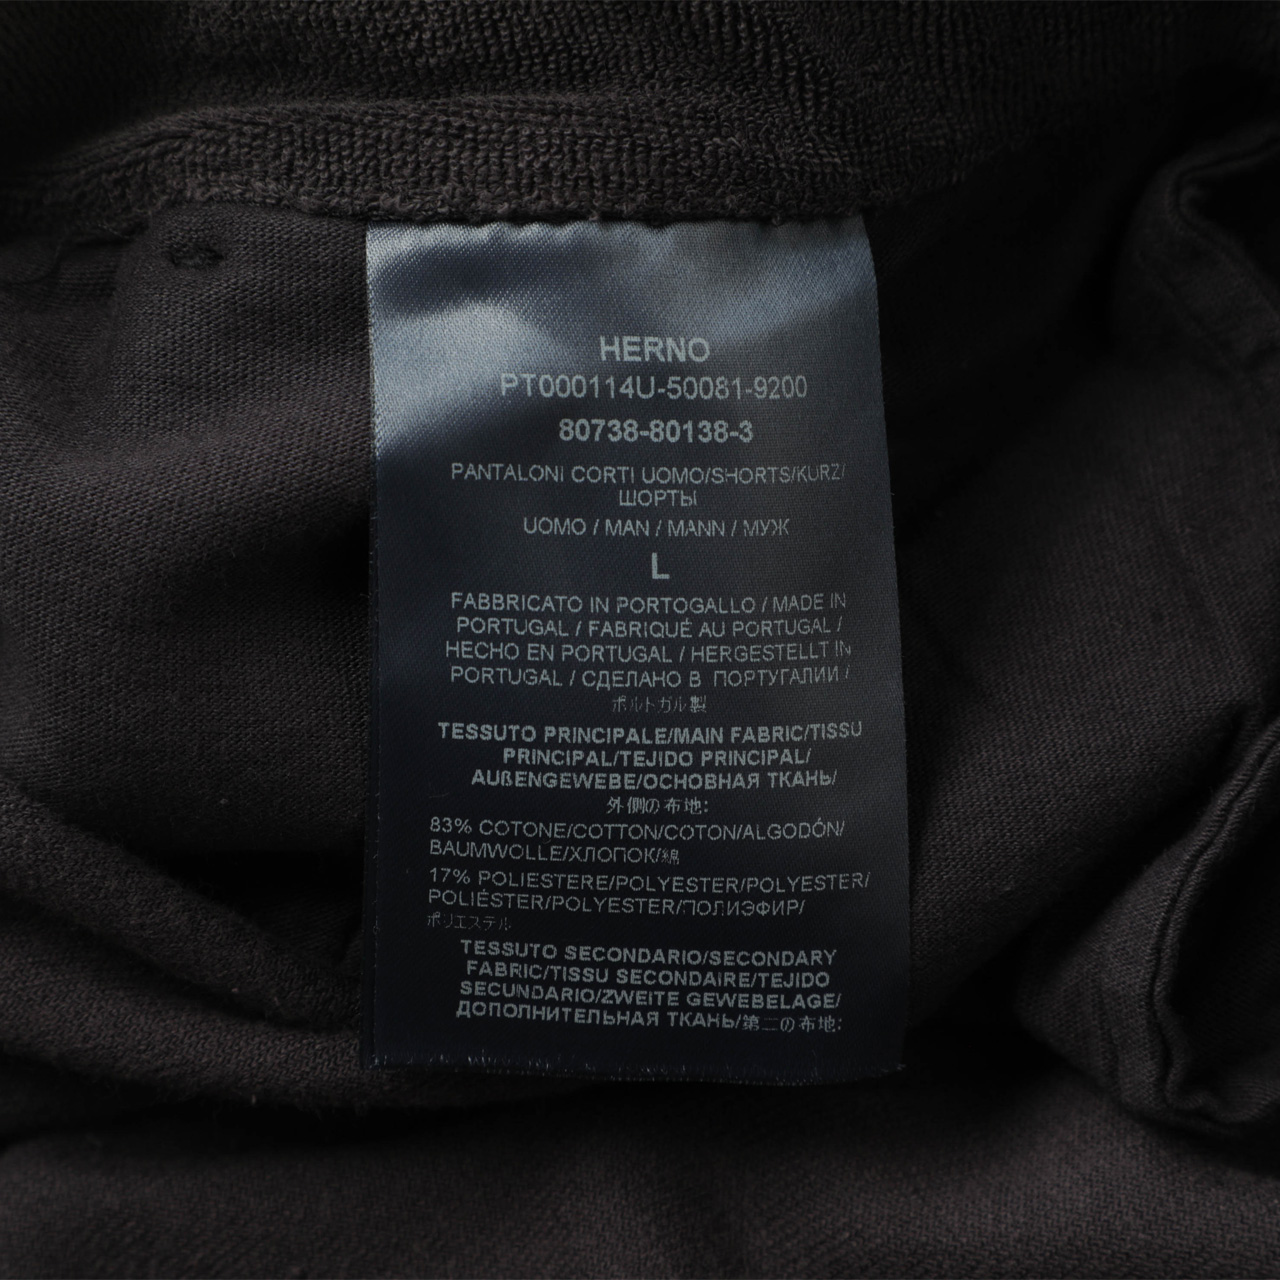 HERNO
PT000114U-50081-9200
80738-80138-3
PANTALONI CORTI UOMO/SHORTS/KURZ/
ШОРТЫ
UOMO / MAN / MANN / МУЖ
L
FABBRICATO IN PORTOGALLO / MADE IN
PORTUGAL / FABRIQUÉ AU PORTUGAL /
HECHO EN PORTUGAL / HERGESTELLT IN
PORTUGAL / СДЕЛАНО В ПОРТУГАЛИИ /
ポルトガル製
TESSUTO PRINCIPALE/MAIN FABRIC/TISSU
PRINCIPAL/TEJIDO PRINCIPAL/
AUßENGEWEBE/ОСНОВНАЯ ТКАНЬ/
外側の布地:
83% COTONE/COTTON/COTON/ALGODÓN/
BAUMWOLLE/ХЛОПОК/綿
17% POLIESTERE/POLYESTER/POLYESTER/
POLIÉSTER/POLYESTER/ПОЛИЭФИР/
ポリエステル
TESSUTO SECONDARIO/SECONDARY
FABRIC/TISSU SECONDAIRE/TEJIDO
SECUNDARIO/ZWEITE GEWEBELAGE/
ДОПОЛНИТЕЛЬНАЯ ТКАНЬ/第二の布地: